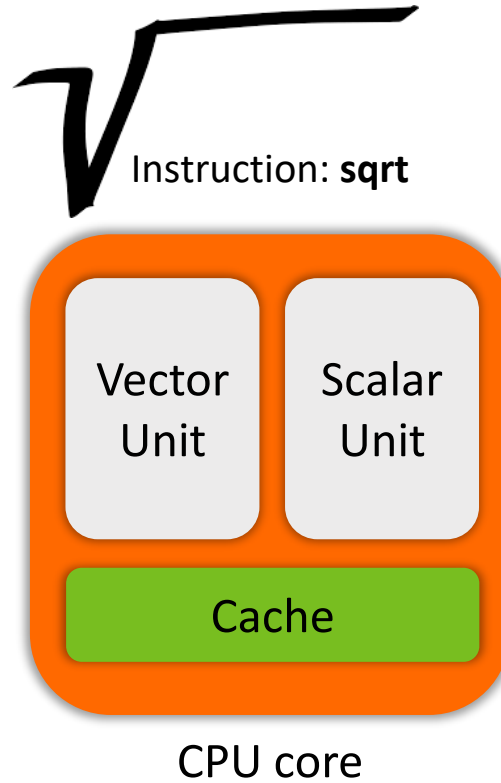 Instruction: sqrt
Vector Scalar
Unit Unit
Cache
CPU core